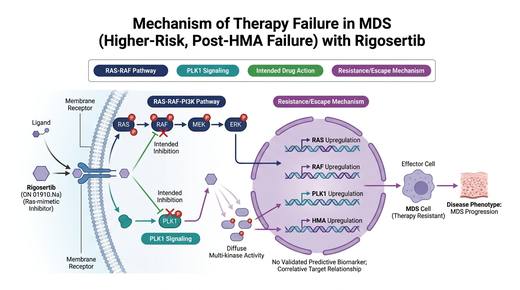 Mechanism of Therapy Failure in MDS
(Higher-Risk, Post-HMA Failure) with Rigosertib
RAS-RAF Pathway
PLK1 Signaling
Intended Drug Action
Resistance/Escape Mechanism
Membrane
Receptor
RAS-RAF-PI3K Pathway
Resistance/Escape Mechanism
Ligand
P
P
P
P
P
P
P
RAS
RAF
MEK
ERK
Intended
Inhibition
Rigosertib
(ON 01910.Na)
(Ras-mimetic
Inhibitor)
Intended
Inhibition
PLK1
P
PLK1 Signaling
Membrane
Receptor
Diffuse
Multi-kinase Activity
RAS Upregulation
RAF Upregulation
PLK1 Upregulation
HMA Upregulation
No Validated Predictive Biomarker;
Correlative Target Relationship
Effector Cell
MDS Cell
(Therapy Resistant)
Disease Phenotype:
MDS Progression